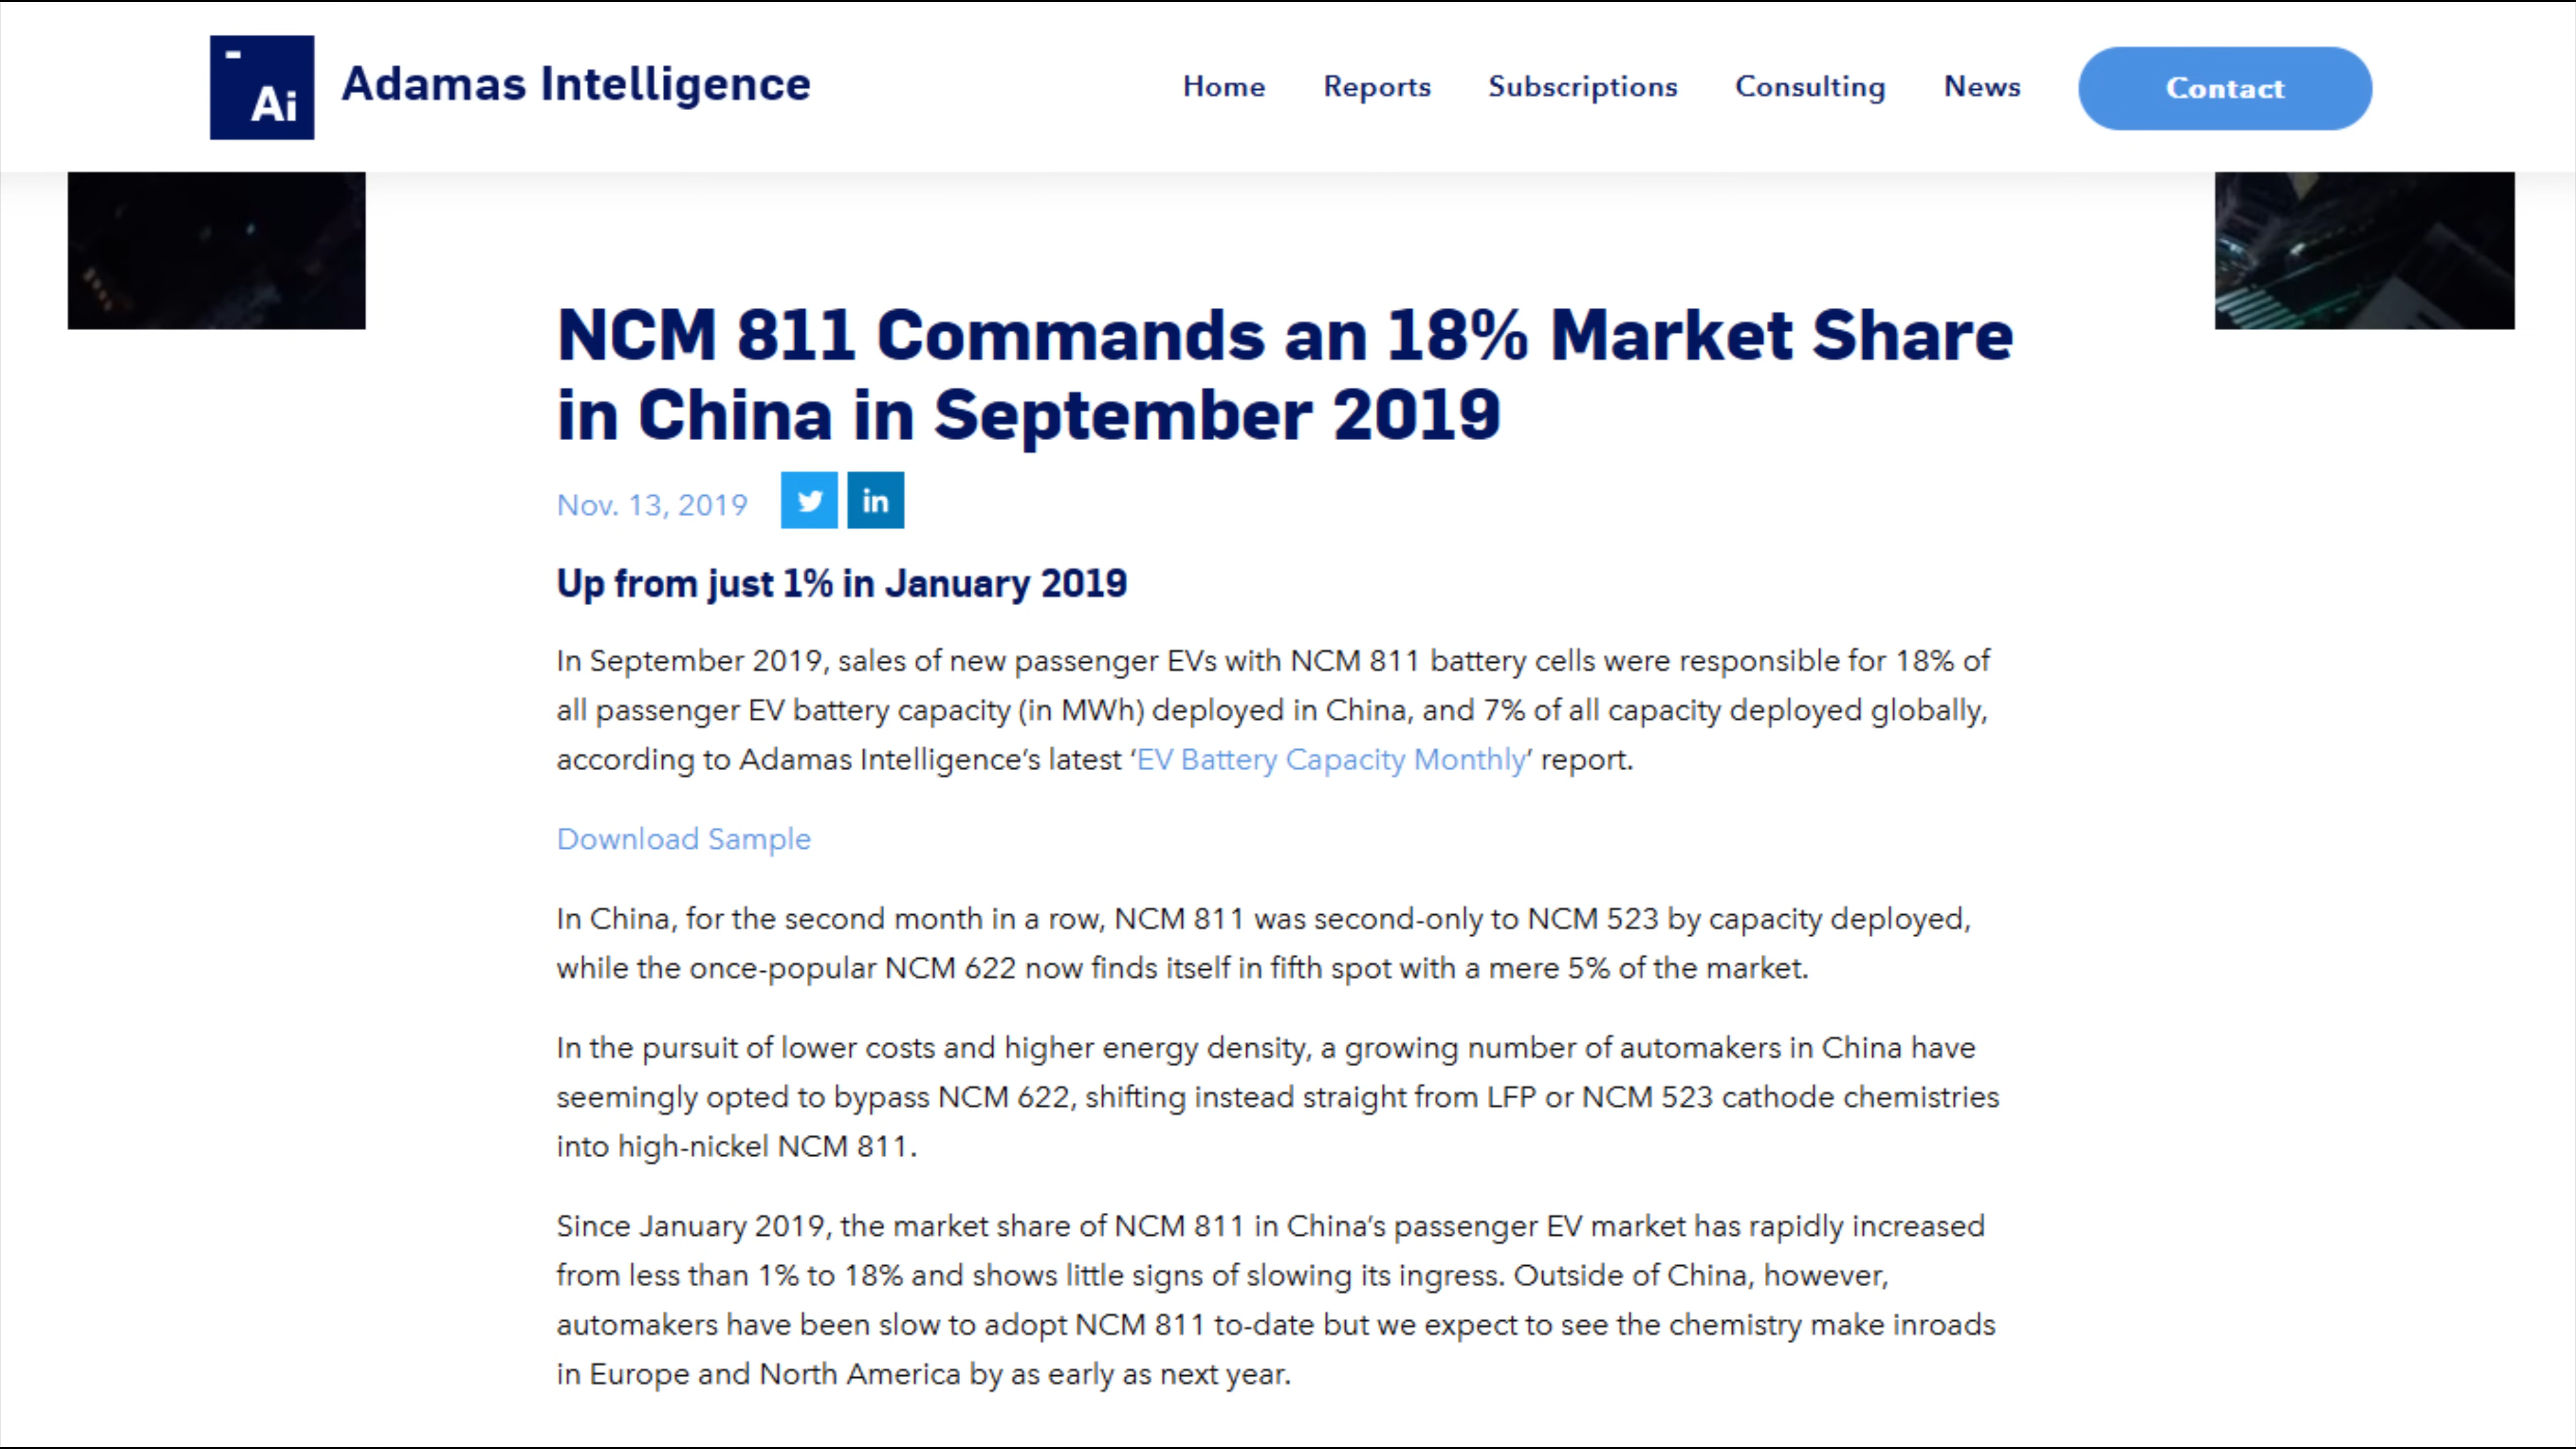 Ai
Adamas Intelligence
Home Reports Subscriptions Consulting News Contact
NCM 811 Commands an 18% Market Share
in China in September 2019
Nov. 13, 2019 in
Up from just 1% in January 2019
In September 2019, sales of new passenger EVs with NCM 811 battery cells were responsible for 18% of
all passenger EV battery capacity (in MWh) deployed in China, and 7% of all capacity deployed globally,
according to Adamas Intelligence’s latest ‘EV Battery Capacity Monthly’ report.
Download Sample
In China, for the second month in a row, NCM 811 was second-only to NCM 523 by capacity deployed,
while the once-popular NCM 622 now finds itself in fifth spot with a mere 5% of the market.
In the pursuit of lower costs and higher energy density, a growing number of automakers in China have
seemingly opted to bypass NCM 622, shifting instead straight from LFP or NCM 523 cathode chemistries
into high-nickel NCM 811.
Since January 2019, the market share of NCM 811 in China’s passenger EV market has rapidly increased
from less than 1% to 18% and shows little signs of slowing its ingress. Outside of China, however,
automakers have been slow to adopt NCM 811 to-date but we expect to see the chemistry make inroads
in Europe and North America by as early as next year.